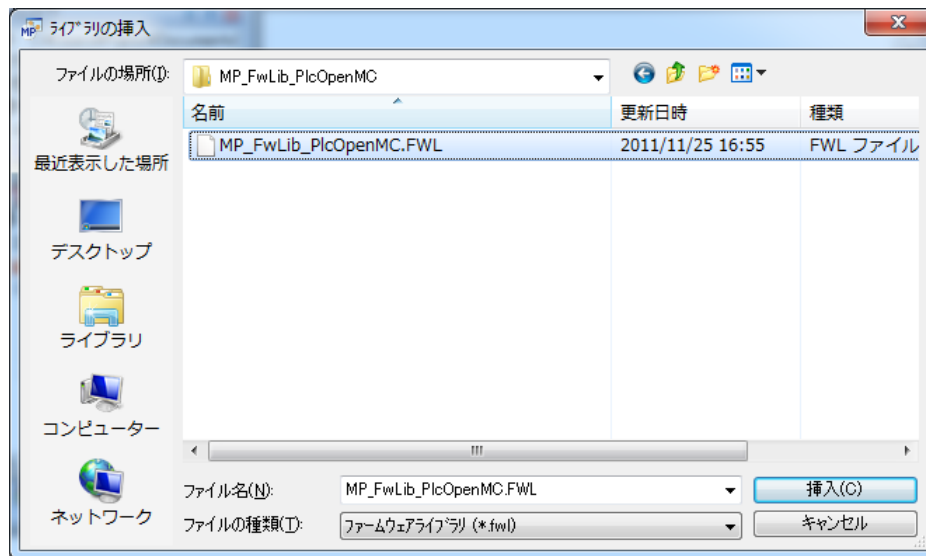 MP ﾗｲﾌﾞﾗﾘの挿入
ファイルの場所(I): MP_FwLib_PlcOpenMC
名前 更新日時 種類
MP_FwLib_PlcOpenMC.FWL 2011/11/25 16:55 FWL ファイル
最近表示した場所
デスクトップ
ライブラリ
コンピューター
ネットワーク
ファイル名(N): MP_FwLib_PlcOpenMC.FWL 挿入(C)
ファイルの種類(T): ﾌｧｰﾑｳｪｱﾗｲﾌﾞﾗﾘ (*.fwl) キャンセル